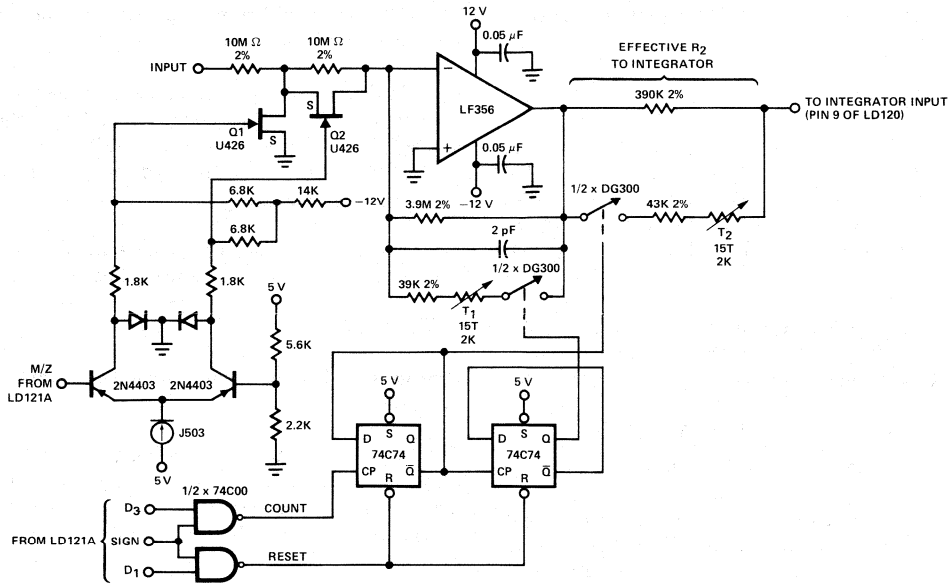 12 V
0.05 µF
10M Ω
2%
10M Ω
2%
INPUT
EFFECTIVE R2
TO INTEGRATOR
390K 2%
TO INTEGRATOR INPUT
(PIN 9 OF LD120)
−
LF356
+
S
Q1
U426
S
Q2
U426
0.05 µF
−12 V
6.8K
14K
−12V
6.8K
3.9M 2%
1/2 x DG300
43K 2%
T2
15T
2K
2 pF
1/2 x DG300
39K 2%
T1
15T
2K
1.8K
1.8K
5 V
5.6K
M/Z
FROM
LD121A
2N4403
2N4403
2.2K
J503
5 V
5 V
5 V
D
S
Q
74C74
CP
R
Q̅
D
S
Q
74C74
CP
R
Q̅
1/2 x 74C00
D3
COUNT
FROM LD121A
SIGN
RESET
D1